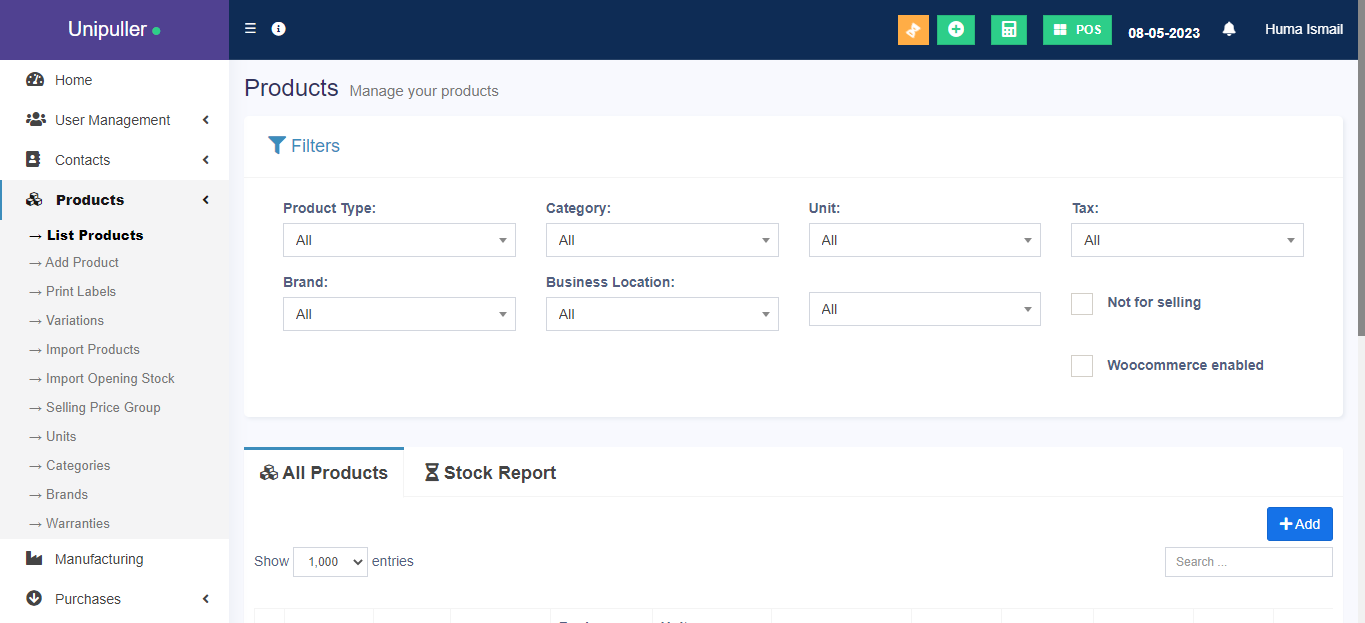 Unipuller
POS
08-05-2023
Huma Ismail
Home
User Management
Contacts
Products
→ List Products
→ Add Product
→ Print Labels
→ Variations
→ Import Products
→ Import Opening Stock
→ Selling Price Group
→ Units
→ Categories
→ Brands
→ Warranties
Manufacturing
Purchases
Products Manage your products
Filters
Product Type: Category: Unit: Tax:
All All All All
Brand: Business Location:
All All All Not for selling
Woocommerce enabled
All Products Stock Report
Add
Show 1,000 entries Search ...